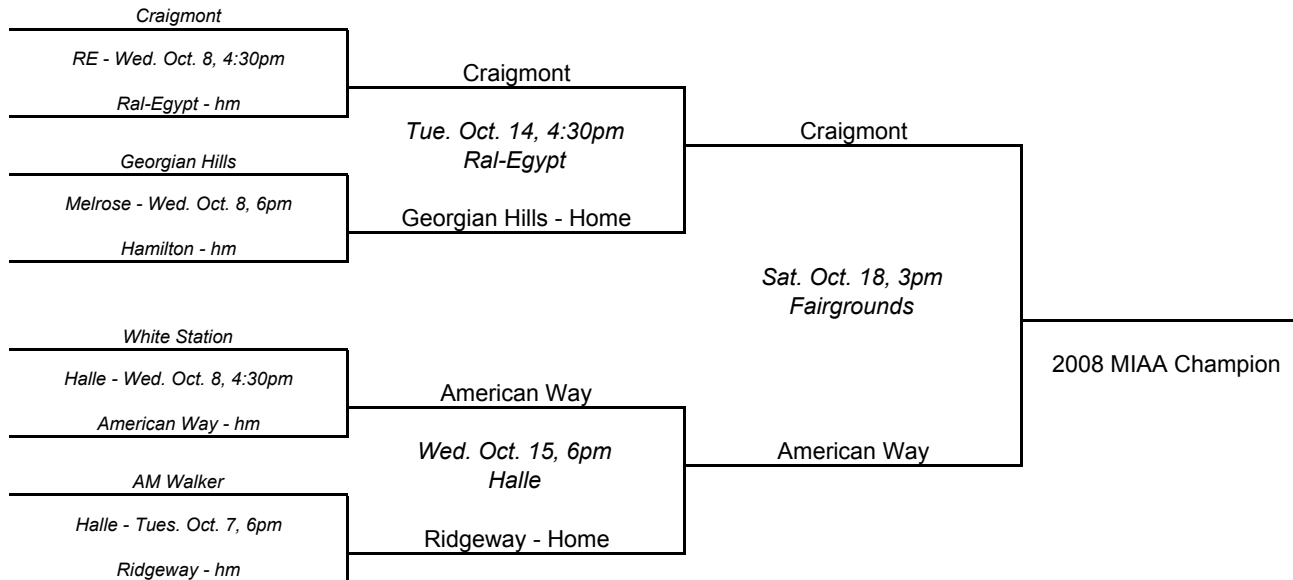 Craigmont
RE - Wed. Oct. 8, 4:30pm
Ral-Egypt - hm
Georgian Hills
Melrose - Wed. Oct. 8, 6pm
Hamilton - hm
White Station
Halle - Wed. Oct. 8, 4:30pm
American Way - hm
AM Walker
Halle - Tues. Oct. 7, 6pm
Ridgeway - hm
Craigmont
Tue. Oct. 14, 4:30pm
Ral-Egypt
Georgian Hills - Home
American Way
Wed. Oct. 15, 6pm
Halle
Ridgeway - Home
Craigmont
Sat. Oct. 18, 3pm
Fairgrounds
American Way
2008 MIAA Champion